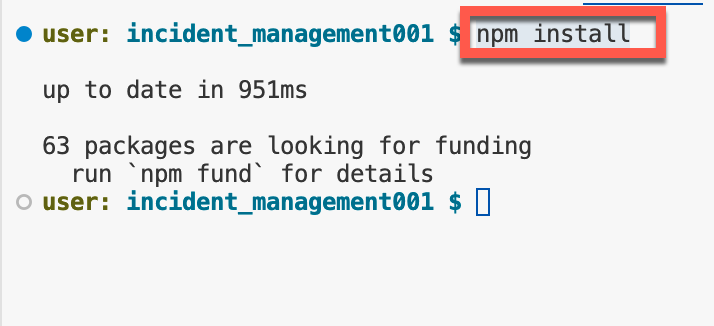 user: incident_management001 $ npm install
up to date in 951ms
63 packages are looking for funding
run `npm fund` for details
user: incident_management001 $